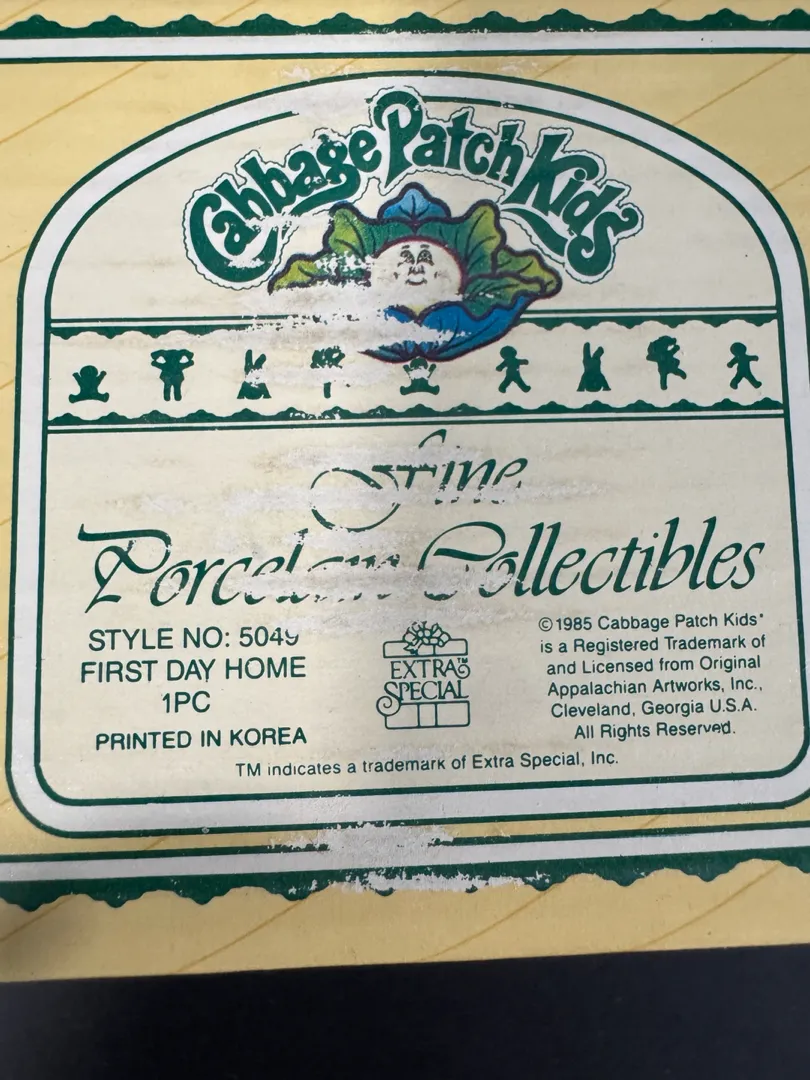 Cabbage Patch Kids
Fine
Porcelain Collectibles
STYLE NO: 5049
FIRST DAY HOME
1PC
PRINTED IN KOREA
EXTRA™
SPECIAL
©1985 Cabbage Patch Kids®
is a Registered Trademark of
and Licensed from Original
Appalachian Artworks, Inc.,
Cleveland, Georgia U.S.A.
All Rights Reserved.
TM indicates a trademark of Extra Special, Inc.